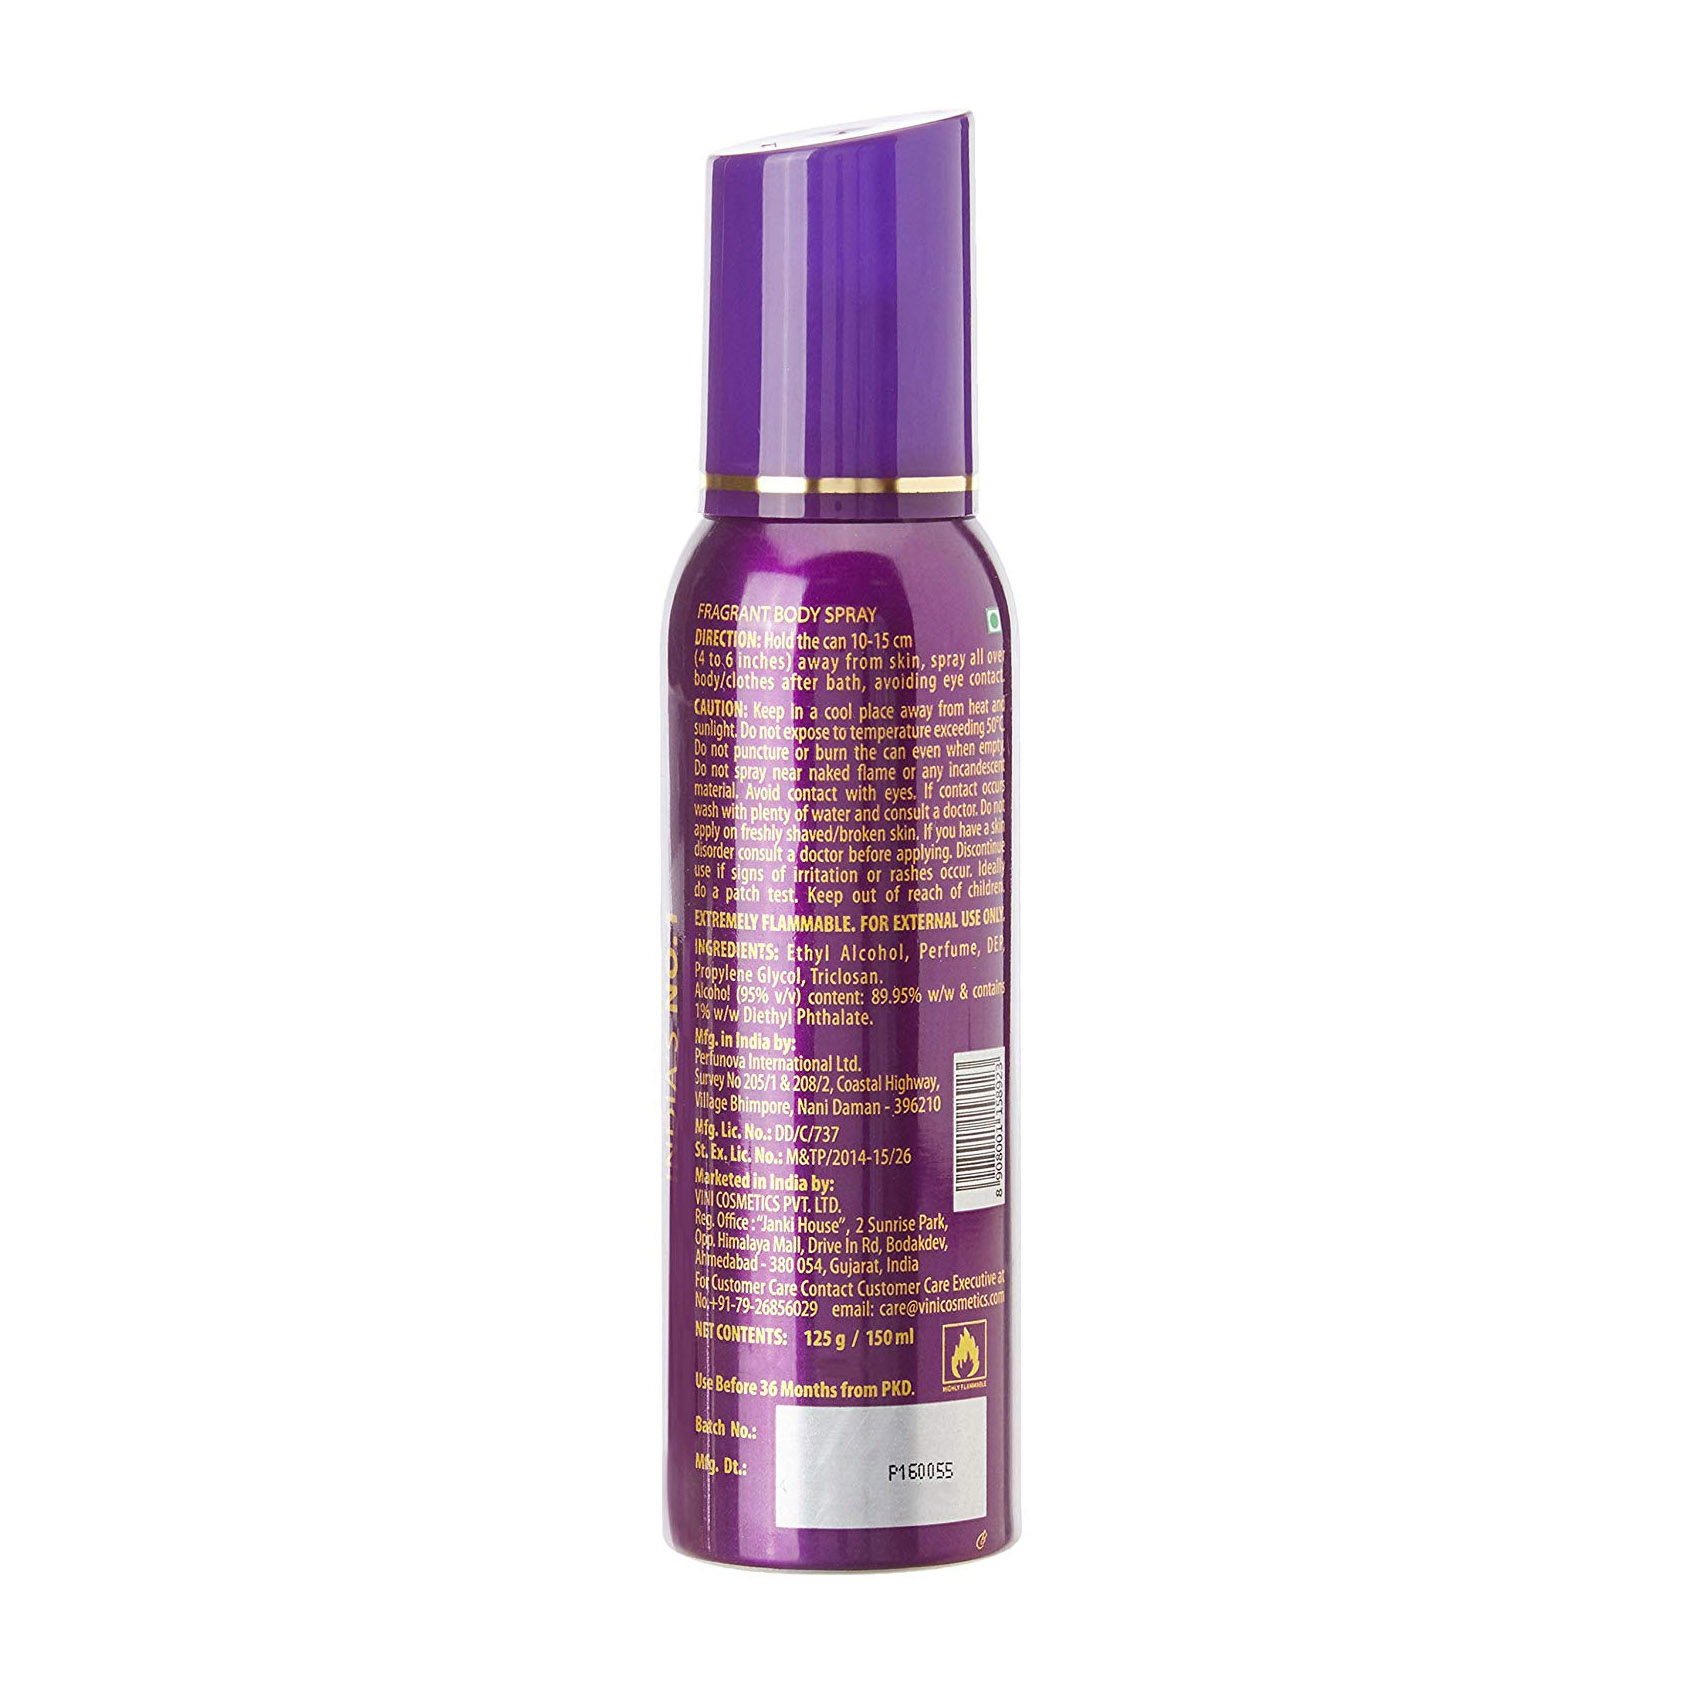 FRAGRANT BODY SPRAY
DIRECTION: Hold the can 10-15 cm
(4 to 6 inches) away from skin, spray all over
body/clothes after bath, avoiding eye contact.
CAUTION: Keep in a cool place away from heat and
sunlight. Do not expose to temperature exceeding 50°C.
Do not puncture or burn the can even when empty.
Do not spray near naked flame or any incandescent
material. Avoid contact with eyes. If contact occurs
wash with plenty of water and consult a doctor. Do not
apply on freshly shaved/broken skin. If you have a skin
disorder consult a doctor before applying. Discontinue
use if signs of irritation or rashes occur. Ideally
do a patch test. Keep out of reach of children.
EXTREMELY FLAMMABLE. FOR EXTERNAL USE ONLY.
INGREDIENTS: Ethyl Alcohol, Perfume, DEP,
Propylene Glycol, Triclosan.
Alcohol (95% v/v) content: 89.95% w/w & contains
1% w/w Diethyl Phthalate.
Mfg. in India by:
Perfunova International Ltd.
Survey No 205/1 & 208/2, Coastal Highway,
Village Bhimpore, Nani Daman - 396210
Mfg. Lic. No.: DD/C/737
St. Ex. Lic. No.: M&TP/2014-15/26
Marketed in India by:
VINI COSMETICS PVT. LTD.
Reg. Office : "Janki House", 2 Sunrise Park,
Opp. Himalaya Mall, Drive In Rd, Bodakdev,
Ahmedabad - 380 054, Gujarat, India
For Customer Care Contact Customer Care Executive at
No.+91-79-26856029 email: care@vinicosmetics.com
NET CONTENTS: 125 g / 150 ml
HIGHLY FLAMMABLE
Use Before 36 Months from PKD.
Batch No.:
Mfg. Dt.:
P160055
8 908001 158923